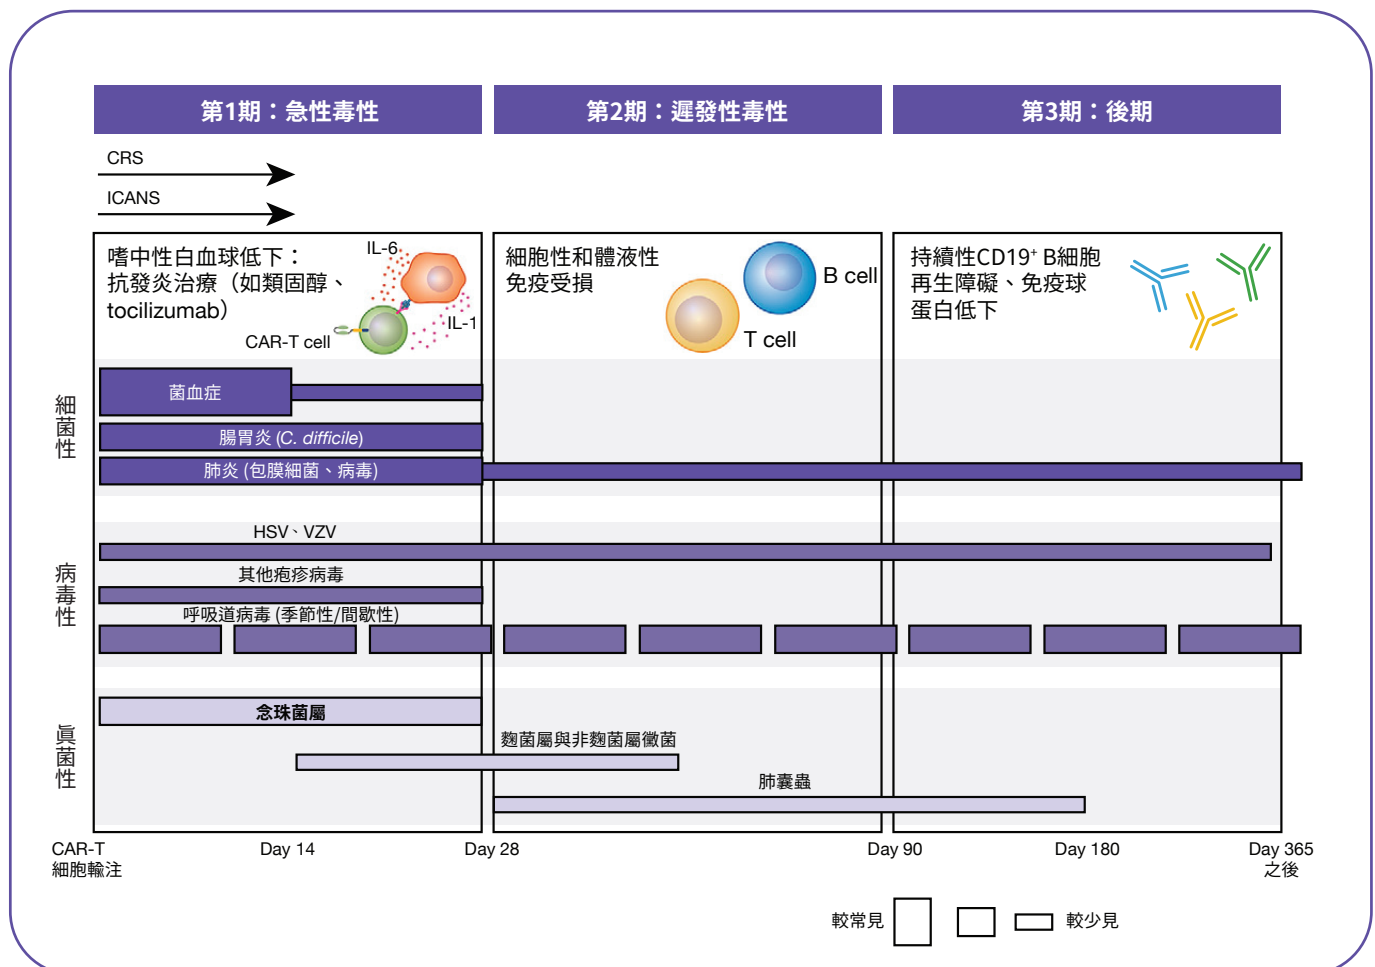 第1期：急性毒性
第2期：遲發性毒性
第3期：後期
CRS
ICANS
嗜中性白血球低下：
抗發炎治療（如類固醇、
tocilizumab）
IL-6
IL-1
CAR-T cell
細胞性和體液性
免疫受損
B cell
T cell
持續性CD19⁺ B細胞
再生障礙、免疫球
蛋白低下
細菌性
菌血症
腸胃炎 (C. difficile)
肺炎 (包膜細菌、病毒)
病毒性
HSV、VZV
其他疱疹病毒
呼吸道病毒 (季節性/間歇性)
真菌性
念珠菌屬
麴菌屬與非麴菌屬黴菌
肺囊蟲
CAR-T
細胞輸注
Day 14
Day 28
Day 90
Day 180
Day 365
之後
較常見
較少見